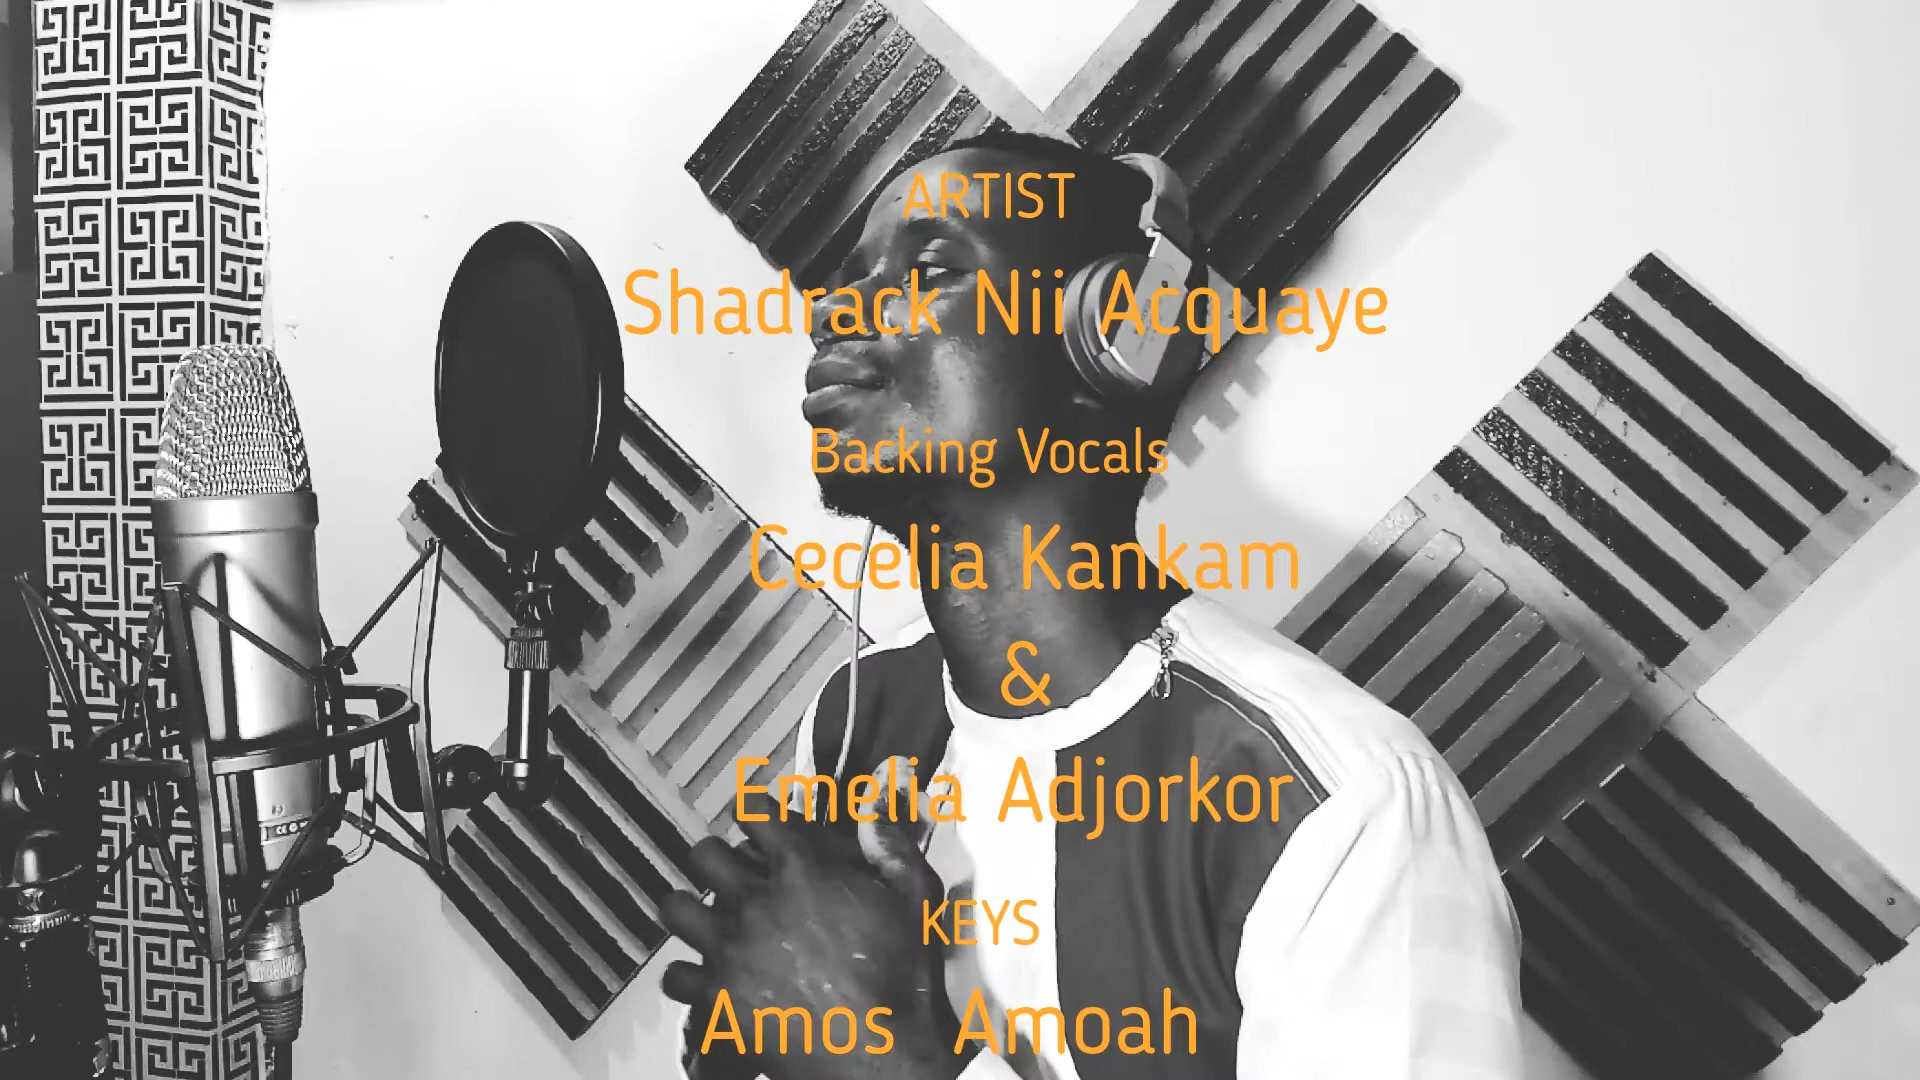 ARTIST
Shadrack Nii Acquaye
Backing Vocals
Cecelia Kankam
&
Emelia Adjorkor
KEYS
Amos Amoah